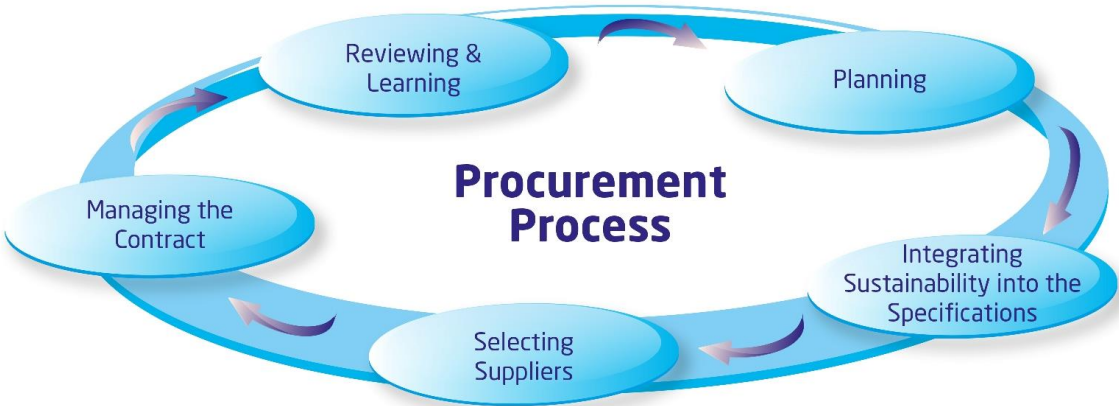 Reviewing &
Learning
Planning
Procurement
Process
Managing the
Contract
Integrating
Sustainability into the
Specifications
Selecting
Suppliers